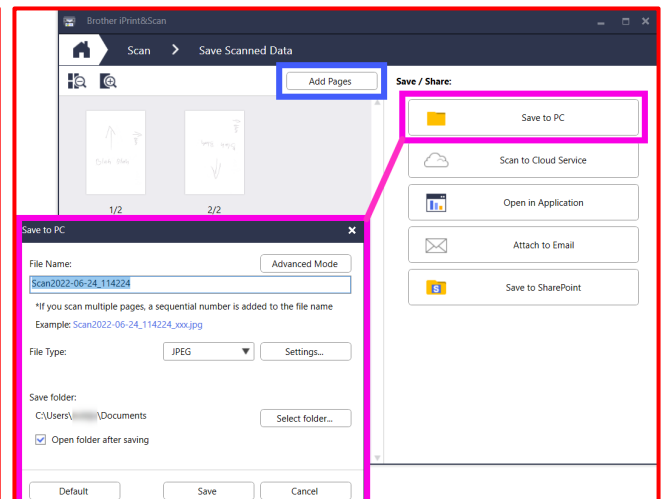 Brother iPrint&Scan
Scan > Save Scanned Data
Add Pages
Save / Share:
Save to PC
Scan to Cloud Service
Open in Application
Attach to Email
Save to SharePoint
1/2
2/2
Save to PC
File Name:
Advanced Mode
Scan2022-06-24_114224
*If you scan multiple pages, a sequential number is added to the file name
Example: Scan2022-06-24_114224_xxx.jpg
File Type:
JPEG
Settings...
Save folder:
C:\Users\ \Documents
Select folder...
Open folder after saving
Default
Save
Cancel